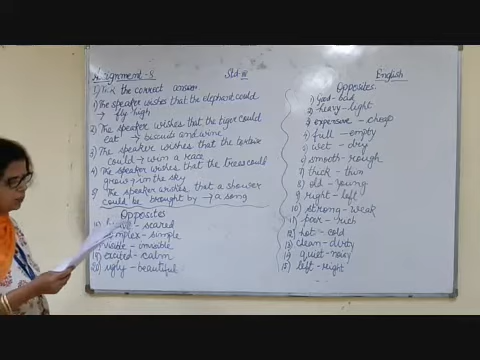 Assignment-5 Std-III English
1) Tick the correct answer
1) The speaker wishes that the elephant could
→ fly high
2) The speaker wishes that the tiger could
eat → biscuits and wine
3) The speaker wishes that the tortoise
could → win a race
4) The speaker wishes that the trees could
grow → in the sky
5) The speaker wishes that a shower
could be brought by → a song
Opposites
- scared
- simple
visible - invisible
19) excited - calm
20) ugly - beautiful
Opposites
1) good - bad
2) heavy - light
3) expensive - cheap
4) full - empty
5) wet - dry
6) smooth - rough
7) thick - thin
8) old - young
9) right - left
10) strong - weak
11) poor - rich
12) hot - cold
13) clean - dirty
14) quiet - noisy
15) left - right